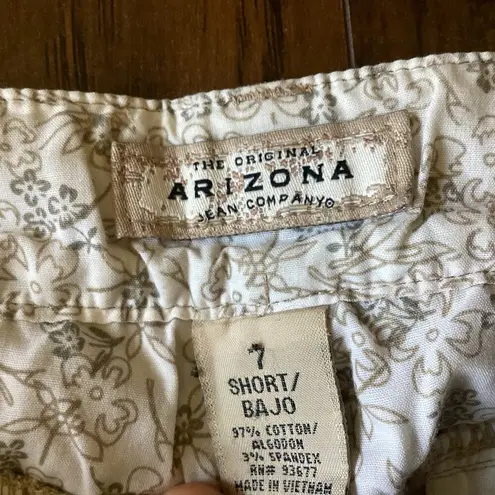 THE ORIGINAL
ARIZONA
JEAN COMPANY®
7
SHORT/
BAJO
97% COTTON/
ALGODON
3% SPANDEX
RN# 93677
MADE IN VIETNAM